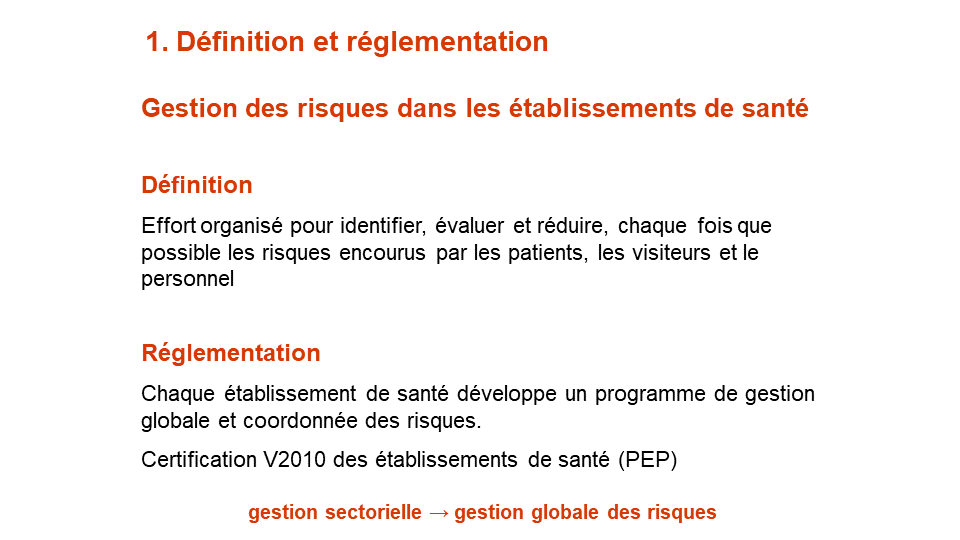 1. Définition et réglementation
Gestion des risques dans les établissements de santé
Définition
Effort organisé pour identifier, évaluer et réduire, chaque fois que
possible les risques encourus par les patients, les visiteurs et le
personnel
Réglementation
Chaque établissement de santé développe un programme de gestion
globale et coordonnée des risques.
Certification V2010 des établissements de santé (PEP)
gestion sectorielle → gestion globale des risques